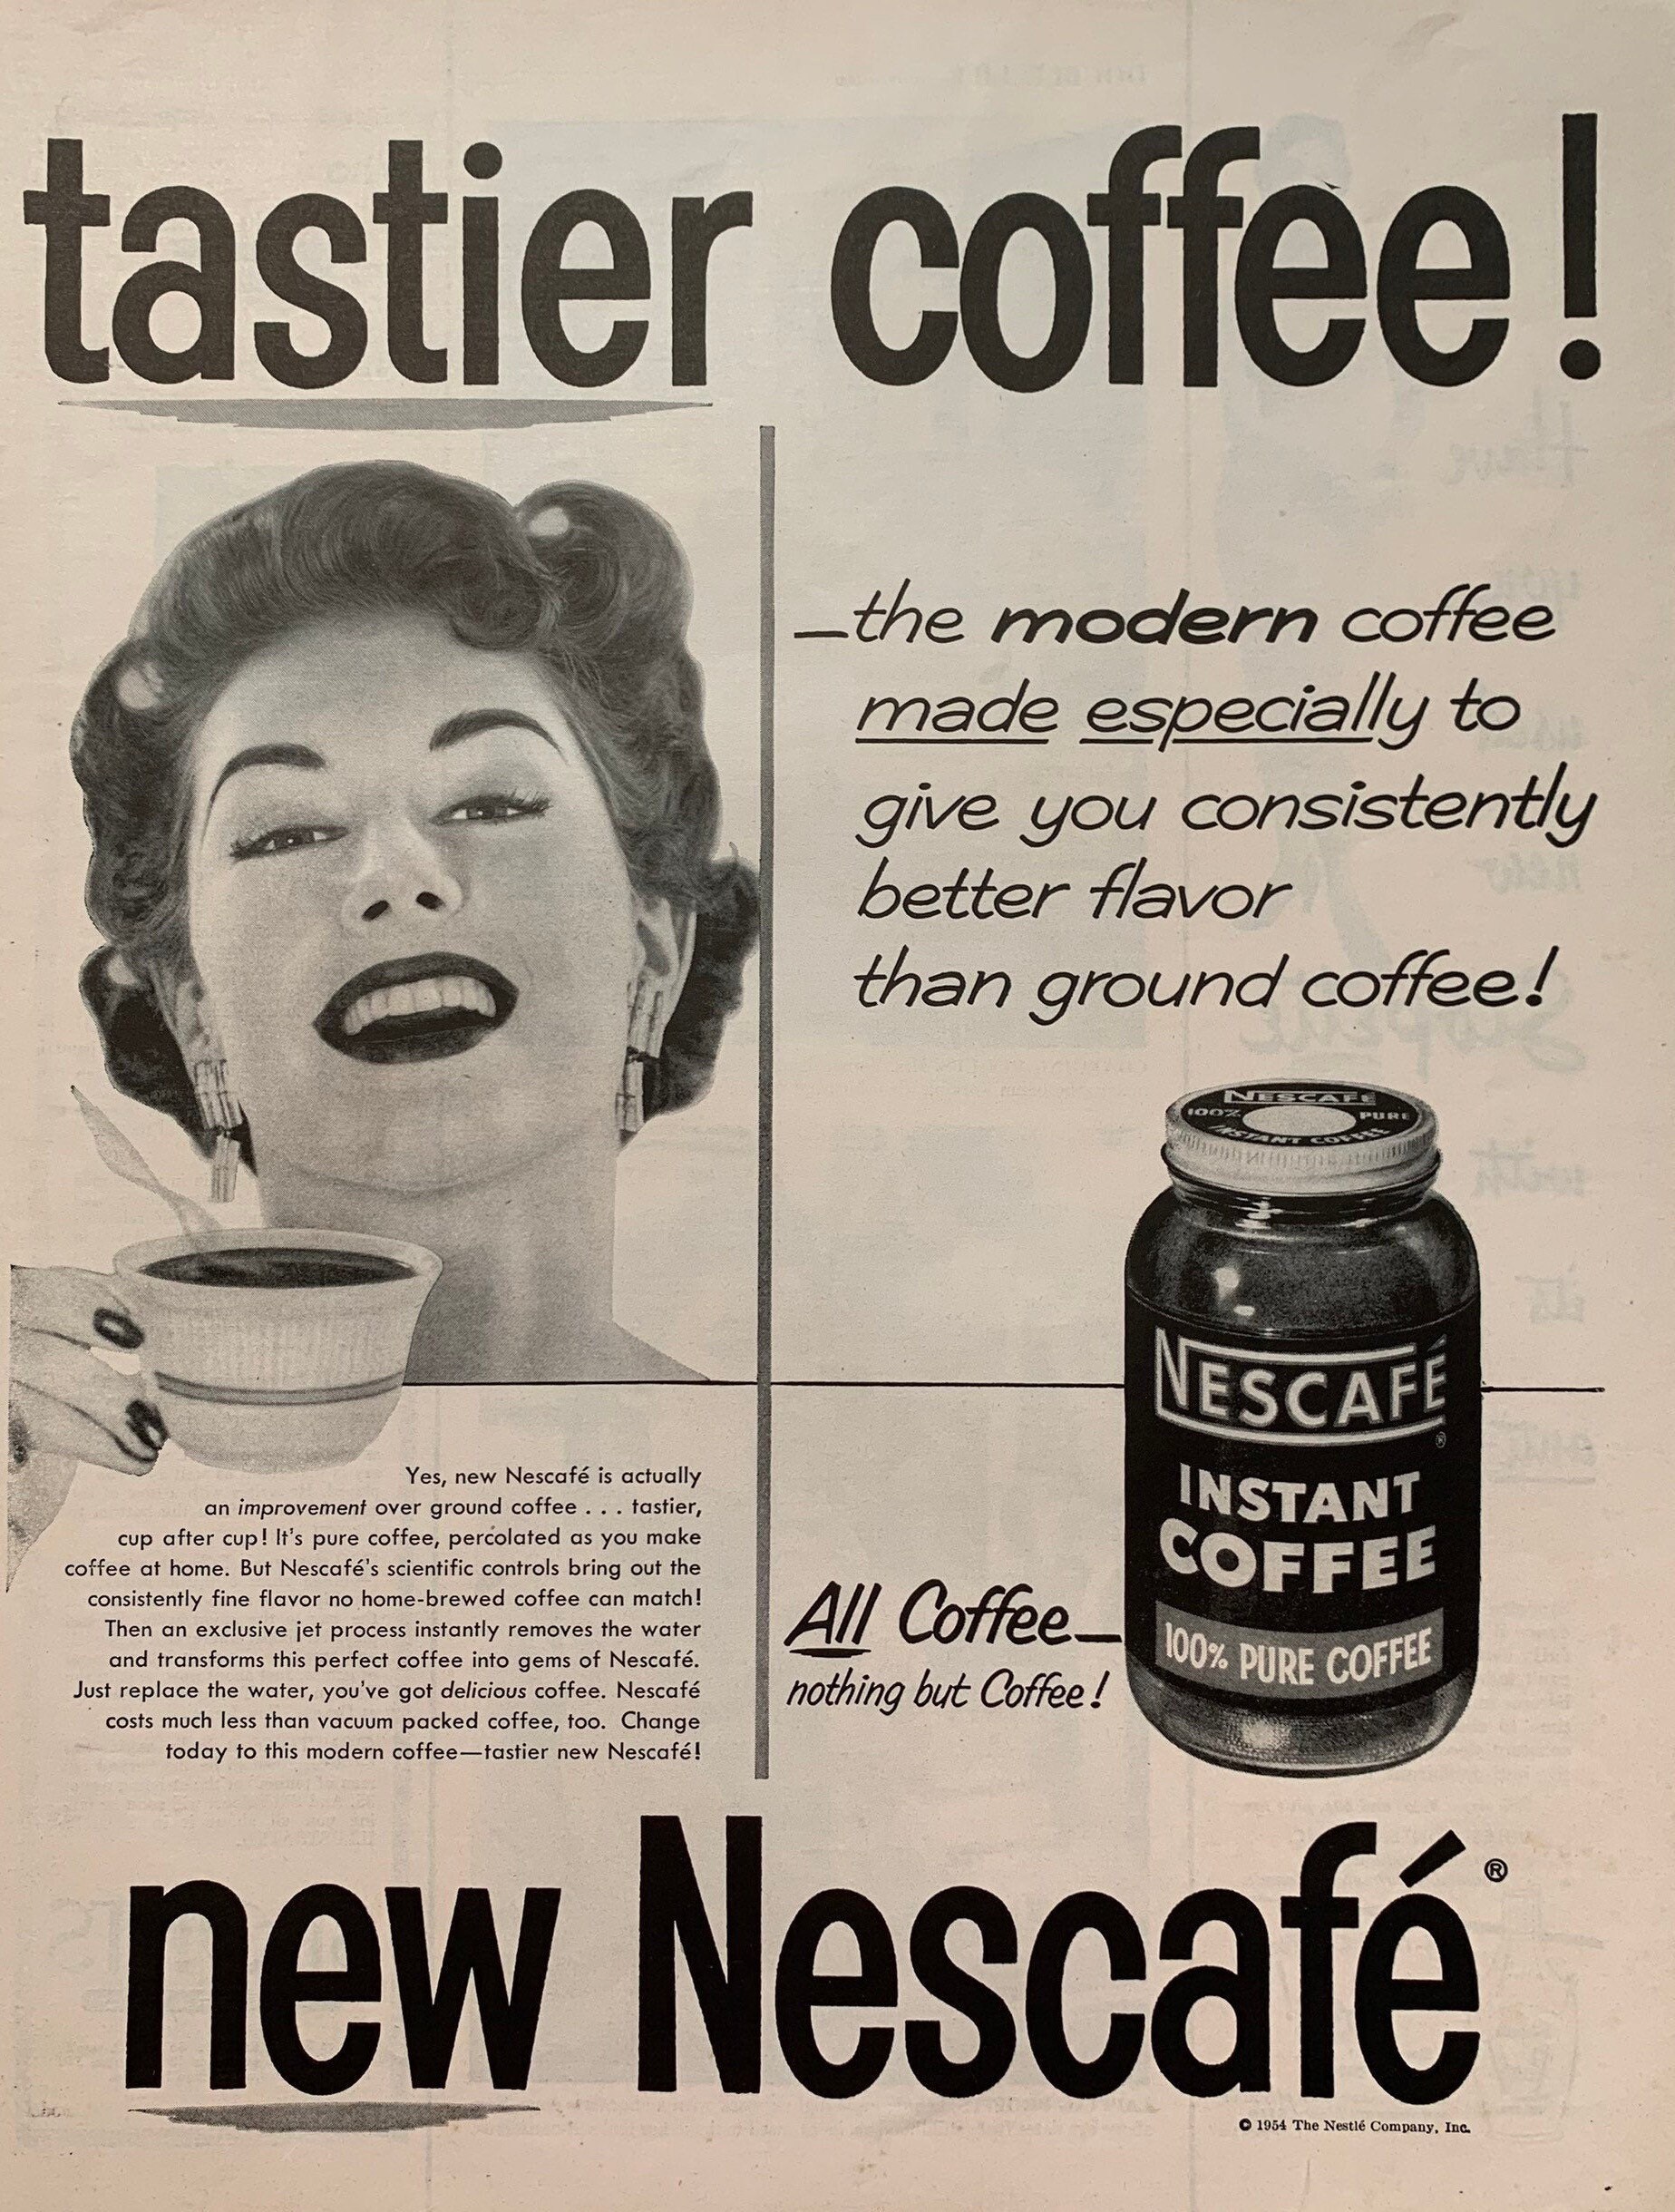 tastier coffee!
—the modern coffee
made especially to
give you consistently
better flavor
than ground coffee!
NESCAFÉ
100% PURE
INSTANT COFFEE
NESCAFÉ
®
INSTANT
COFFEE
100% PURE COFFEE
Yes, new Nescafé is actually
an improvement over ground coffee . . . tastier,
cup after cup! It's pure coffee, percolated as you make
coffee at home. But Nescafé's scientific controls bring out the
consistently fine flavor no home-brewed coffee can match!
Then an exclusive jet process instantly removes the water
and transforms this perfect coffee into gems of Nescafé.
Just replace the water, you've got delicious coffee. Nescafé
costs much less than vacuum packed coffee, too. Change
today to this modern coffee—tastier new Nescafé!
All Coffee—
nothing but Coffee!
new Nescafé®
© 1954 The Nestlé Company, Inc.